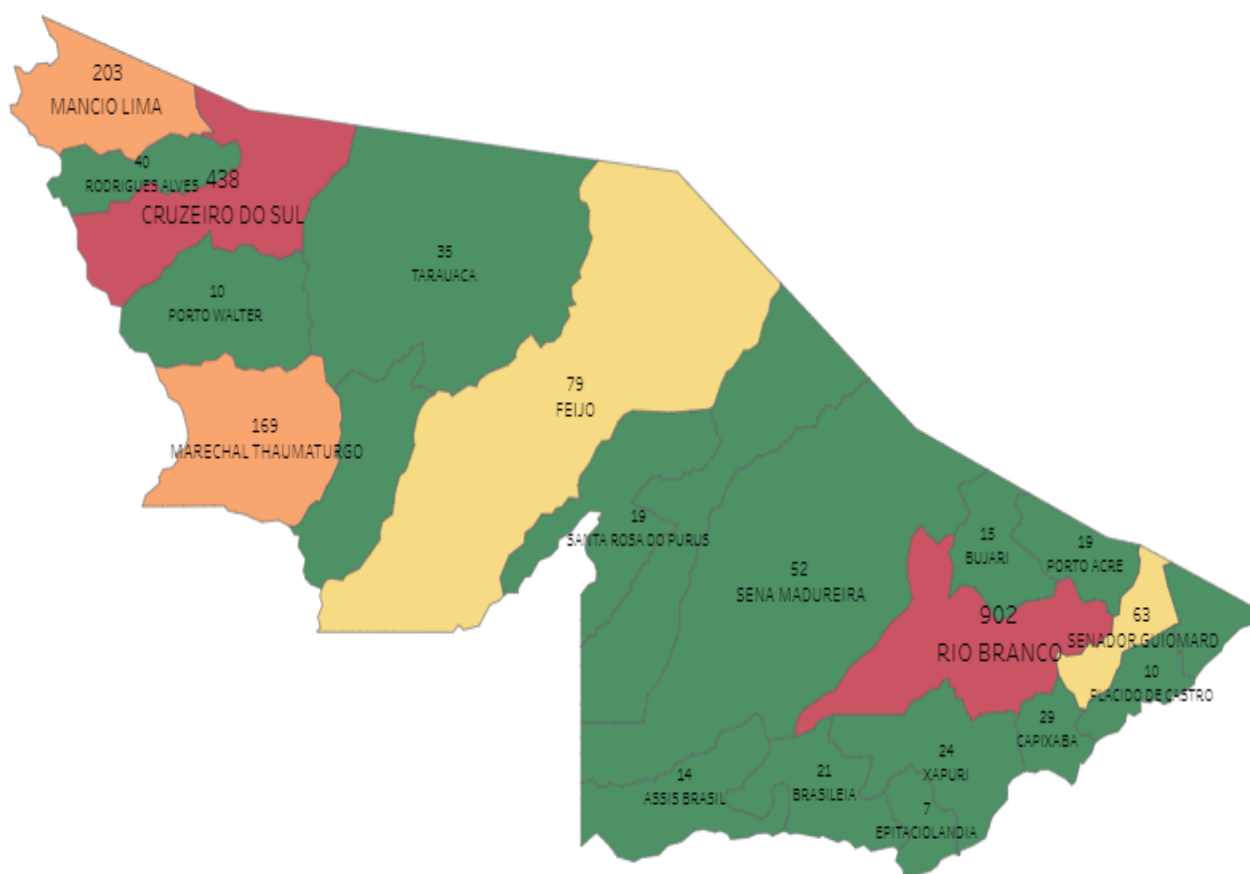 203
MANCIO LIMA
40
RODRIGUES ALVES
438
CRUZEIRO DO SUL
35
TARAUACA
10
PORTO WALTER
79
FEIJO
169
MARECHAL THAUMATURGO
19
SANTA ROSA DO PURUS
52
SENA MADUREIRA
15
BUJARI
19
PORTO ACRE
902
RIO BRANCO
63
SENADOR GUIOMARD
10
PLACIDO DE CASTRO
29
CAPIXABA
24
XAPURI
14
ASSIS BRASIL
21
BRASILEIA
7
EPITACIOLANDIA